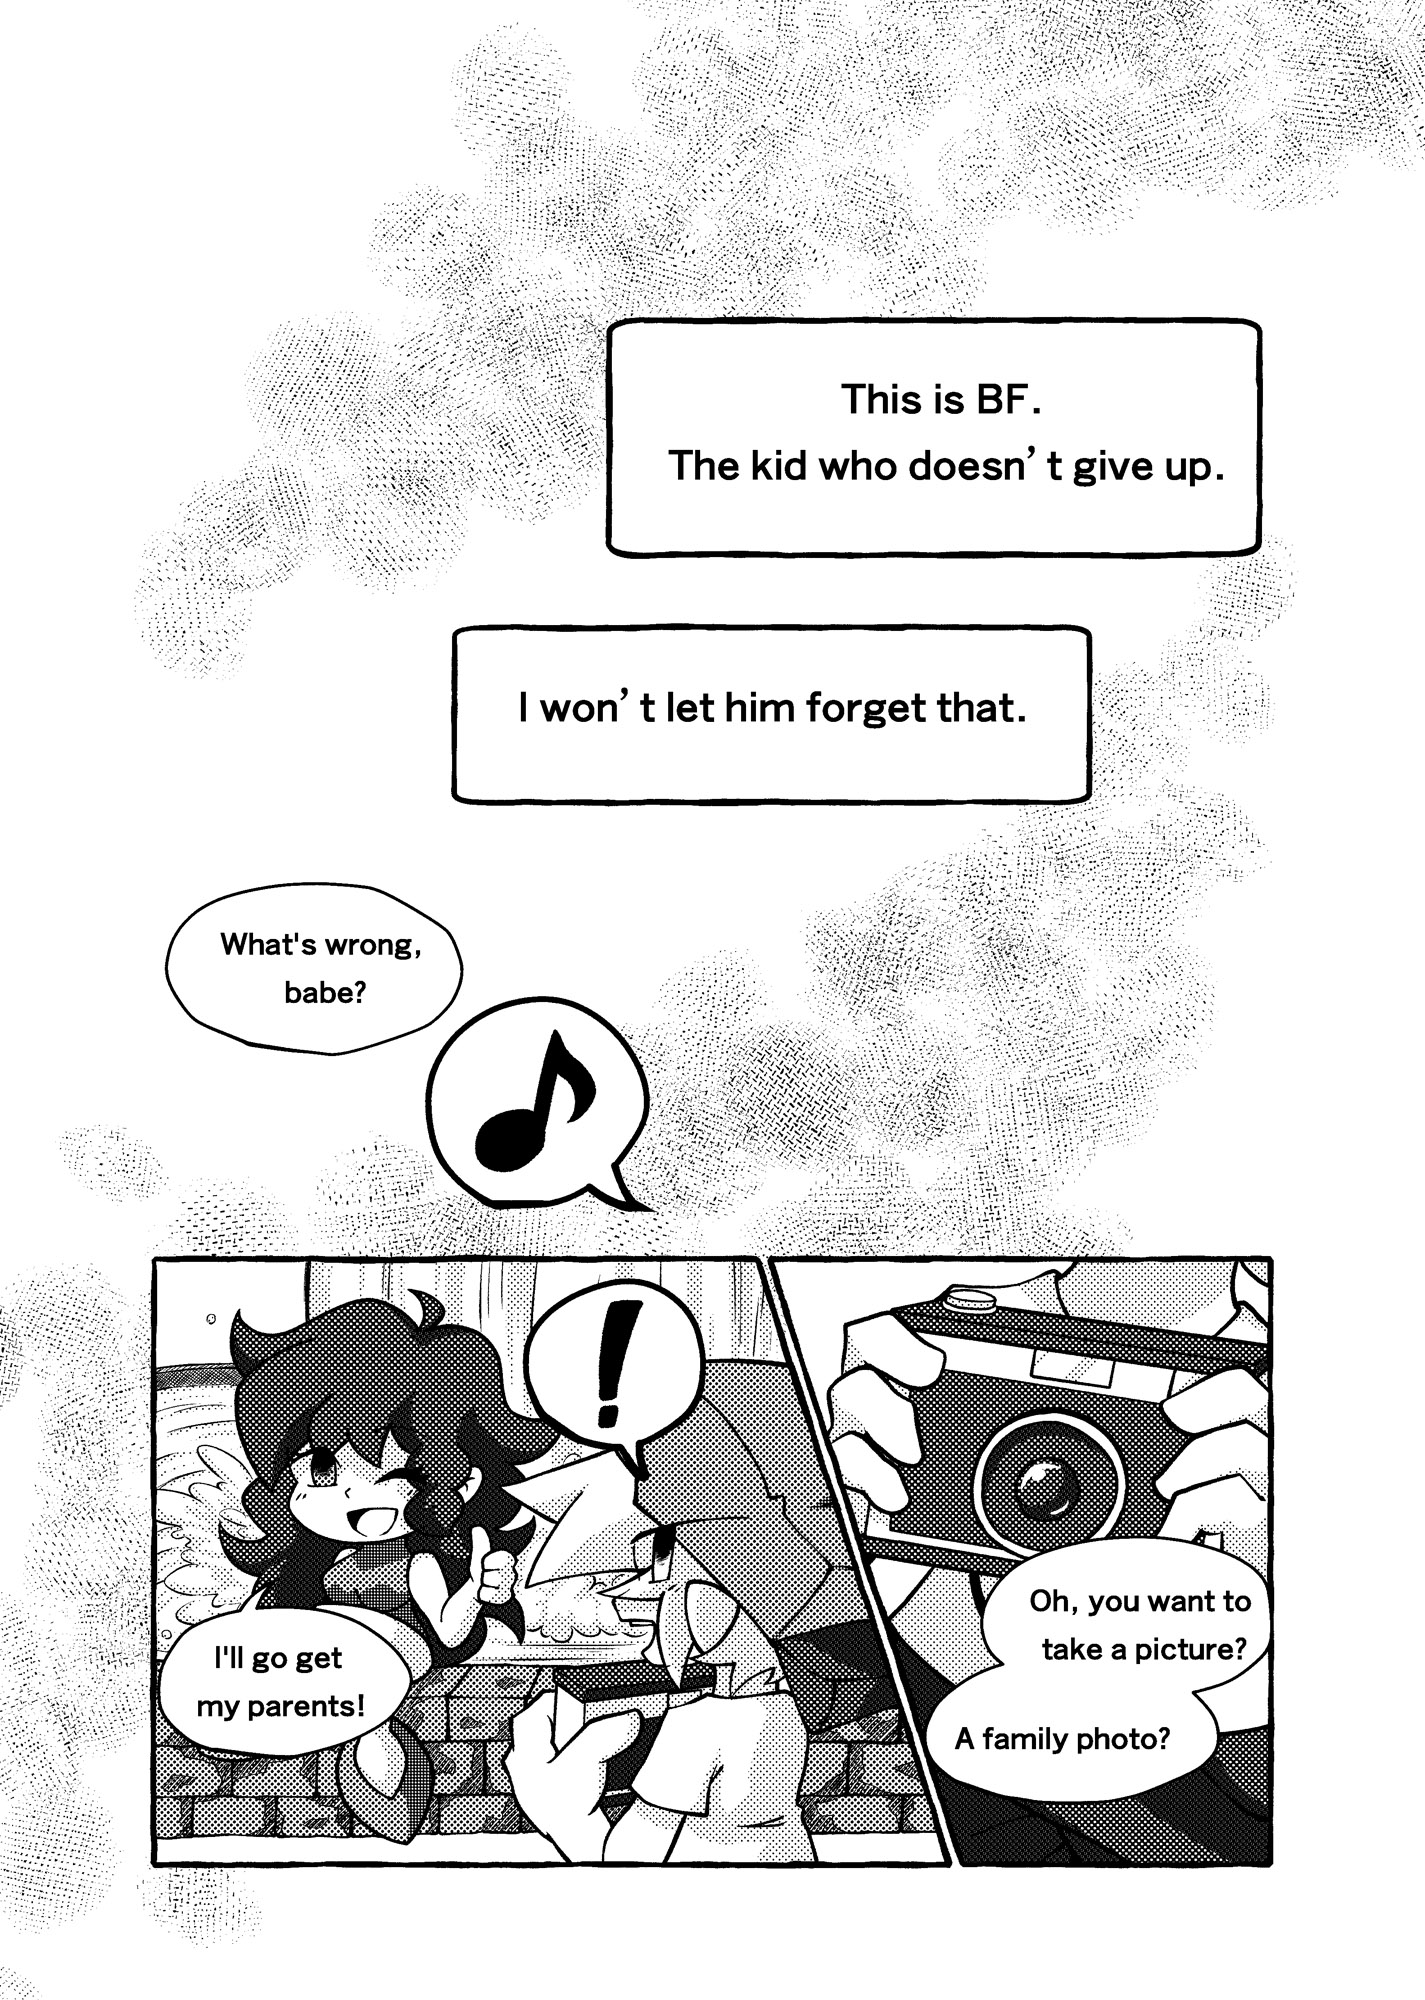 This is BF.
The kid who doesn’t give up.
I won’t let him forget that.
What's wrong,
babe?
Oh, you want to
take a picture?
A family photo?
!
I'll go get
my parents!